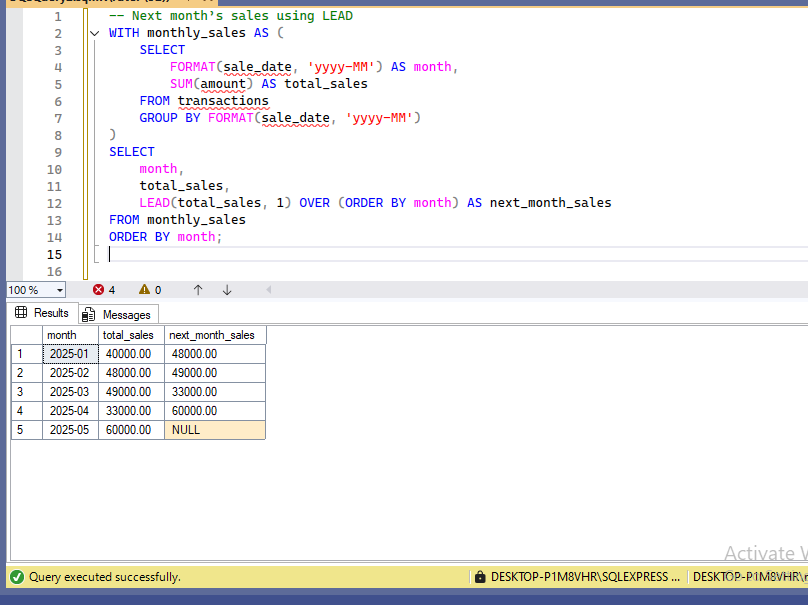 1 -- Next month's sales using LEAD
2 WITH monthly_sales AS (
3 SELECT
4 FORMAT(sale_date, 'yyyy-MM') AS month,
5 SUM(amount) AS total_sales
6 FROM transactions
7 GROUP BY FORMAT(sale_date, 'yyyy-MM')
8 )
9 SELECT
10 month,
11 total_sales,
12 LEAD(total_sales, 1) OVER (ORDER BY month) AS next_month_sales
13 FROM monthly_sales
14 ORDER BY month;
15
16
100 % 4 0
Results Messages
month total_sales next_month_sales
1 2025-01 40000.00 48000.00
2 2025-02 48000.00 49000.00
3 2025-03 49000.00 33000.00
4 2025-04 33000.00 60000.00
5 2025-05 60000.00 NULL
Activate
Query executed successfully. DESKTOP-P1M8VHR\SQLEXPRESS ... DESKTOP-P1M8VHR\